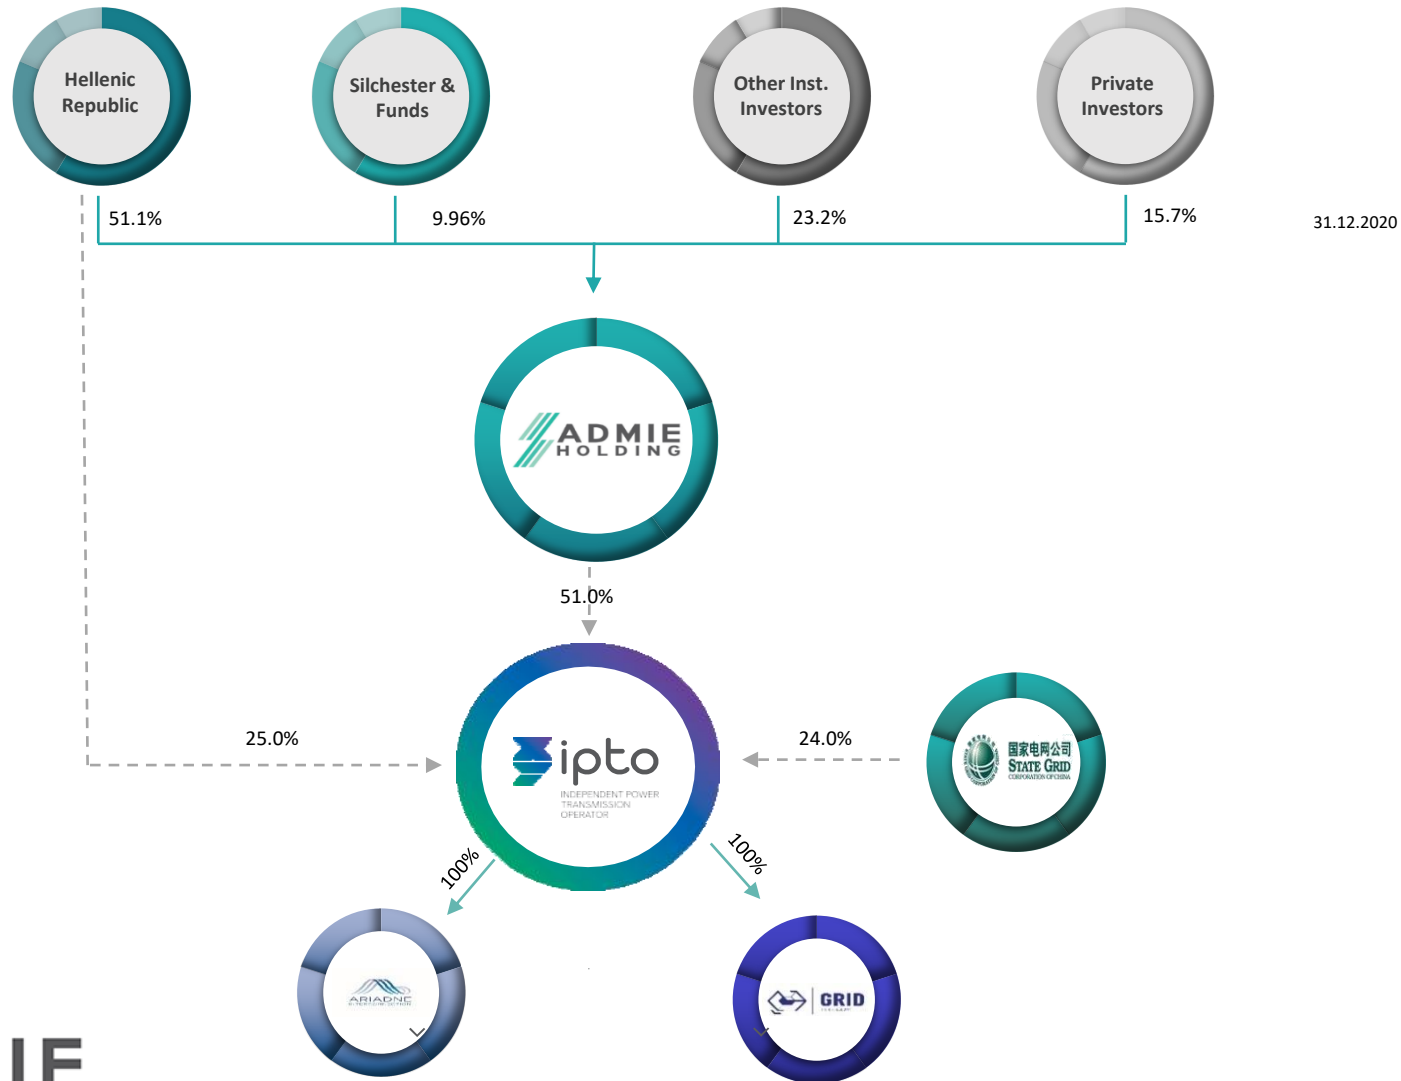 Hellenic
Republic
Silchester &
Funds
Other Inst.
Investors
Private
Investors
51.1%
9.96%
23.2%
15.7%
31.12.2020
ADMIE
HOLDING
51.0%
25.0%
24.0%
ipto
INDEPENDENT POWER
TRANSMISSION
OPERATOR
国家电网公司
STATE GRID
CORPORATION OF CHINA
100%
100%
ARIADNE
GRID
IE